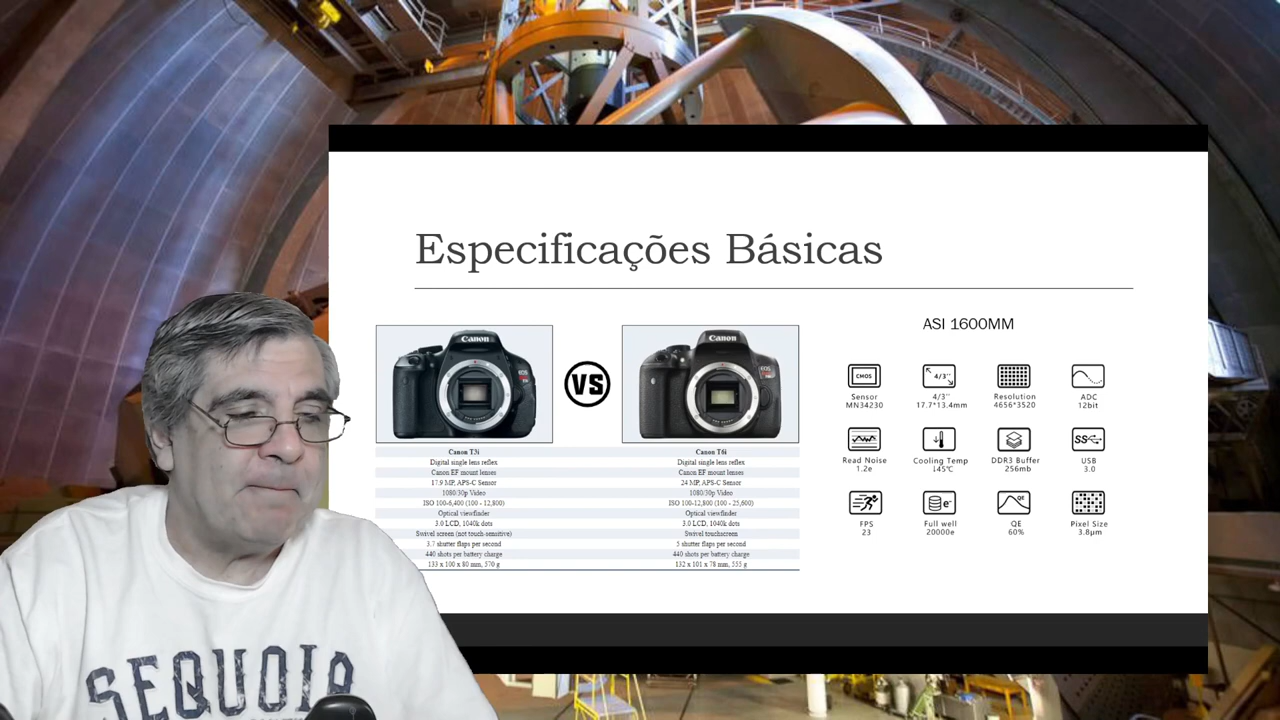 Especificações Básicas
Canon
VS
Canon
Canon T3i
Digital single lens reflex
Canon EF mount lenses
17.9 MP, APS-C Sensor
1080/30p Video
ISO 100-6,400 (100 - 12,800)
Optical viewfinder
3.0 LCD, 1040k dots
Swivel screen (not touch-sensitive)
3.7 shutter flaps per second
440 shots per battery charge
133 x 100 x 80 mm, 570 g
Canon T6i
Digital single lens reflex
Canon EF mount lenses
24 MP, APS-C Sensor
1080/30p Video
ISO 100-12,800 (100 - 25,600)
Optical viewfinder
3.0 LCD, 1040k dots
Swivel touchscreen
5 shutter flaps per second
440 shots per battery charge
132 x 101 x 78 mm, 555 g
ASI 1600MM
CMOS
Sensor
MN34230
4/3''
4/3''
17.7*13.4mm
Resolution
4656*3520
ADC
12bit
Read Noise
1.2e
Cooling Temp
↓45℃
DDR3 Buffer
256mb
SS
USB
3.0
FPS
23
e⁻
Full well
20000e
QE
QE
60%
Pixel Size
3.8μm
SEQUOIA